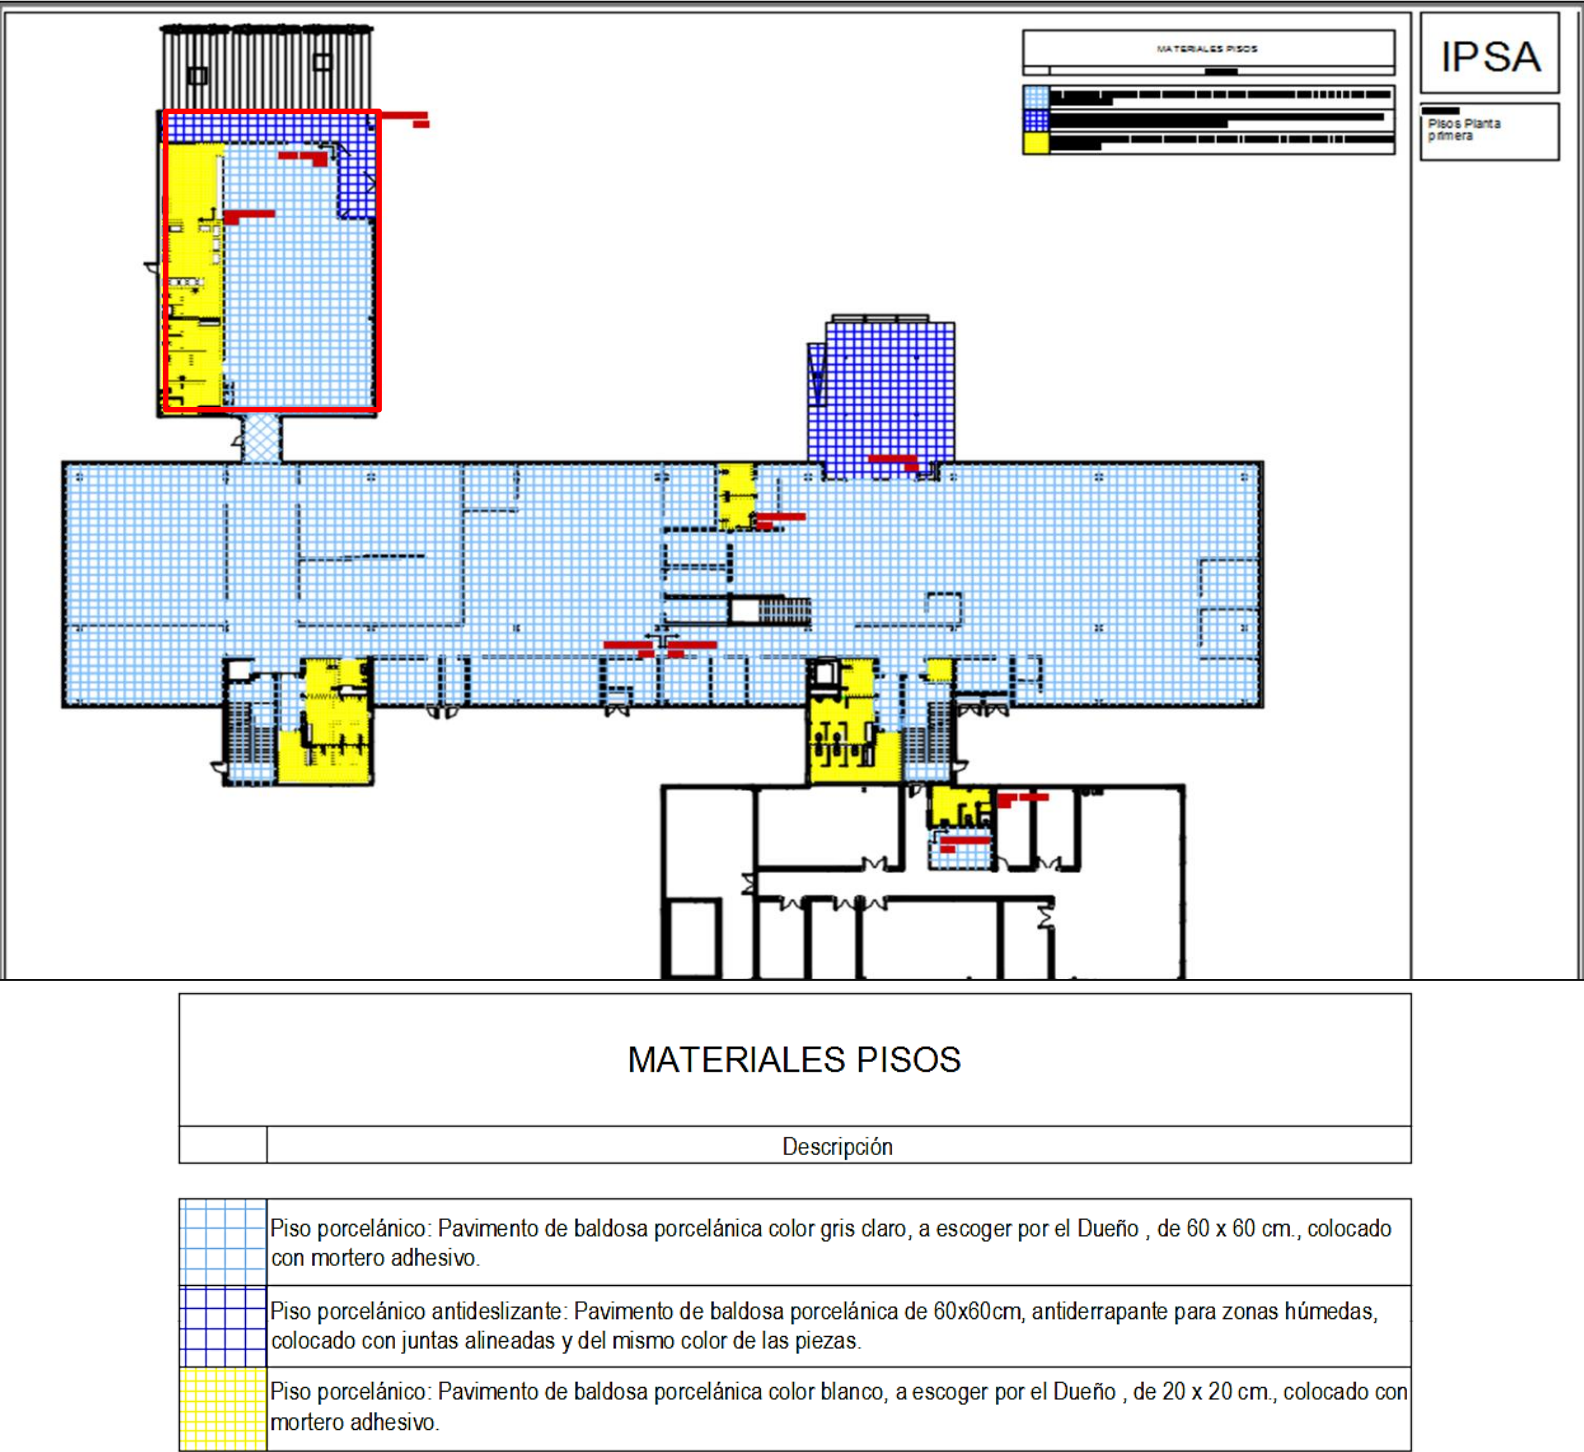 MATERIALES PISOS
IPSA
Pisos Planta
primera
MATERIALES PISOS
Descripción
Piso porcelánico: Pavimento de baldosa porcelánica color gris claro, a escoger por el Dueño , de 60 x 60 cm., colocado
con mortero adhesivo.
Piso porcelánico antideslizante: Pavimento de baldosa porcelánica de 60x60cm, antiderrapante para zonas húmedas,
colocado con juntas alineadas y del mismo color de las piezas.
Piso porcelánico: Pavimento de baldosa porcelánica color blanco, a escoger por el Dueño , de 20 x 20 cm., colocado con
mortero adhesivo.